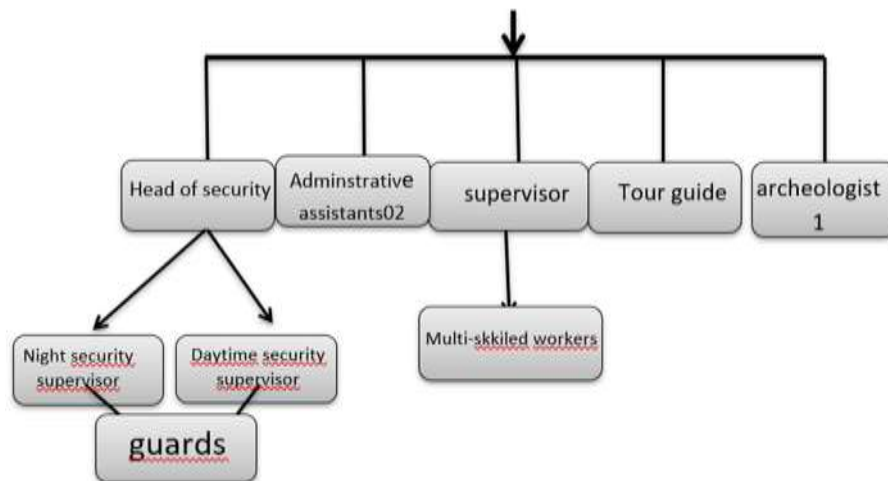 Head of security
Adminstrative
assistants02
supervisor
Tour guide
archeologist
1
Night security
supervisor
Daytime security
supervisor
Multi-skkiled workers
guards